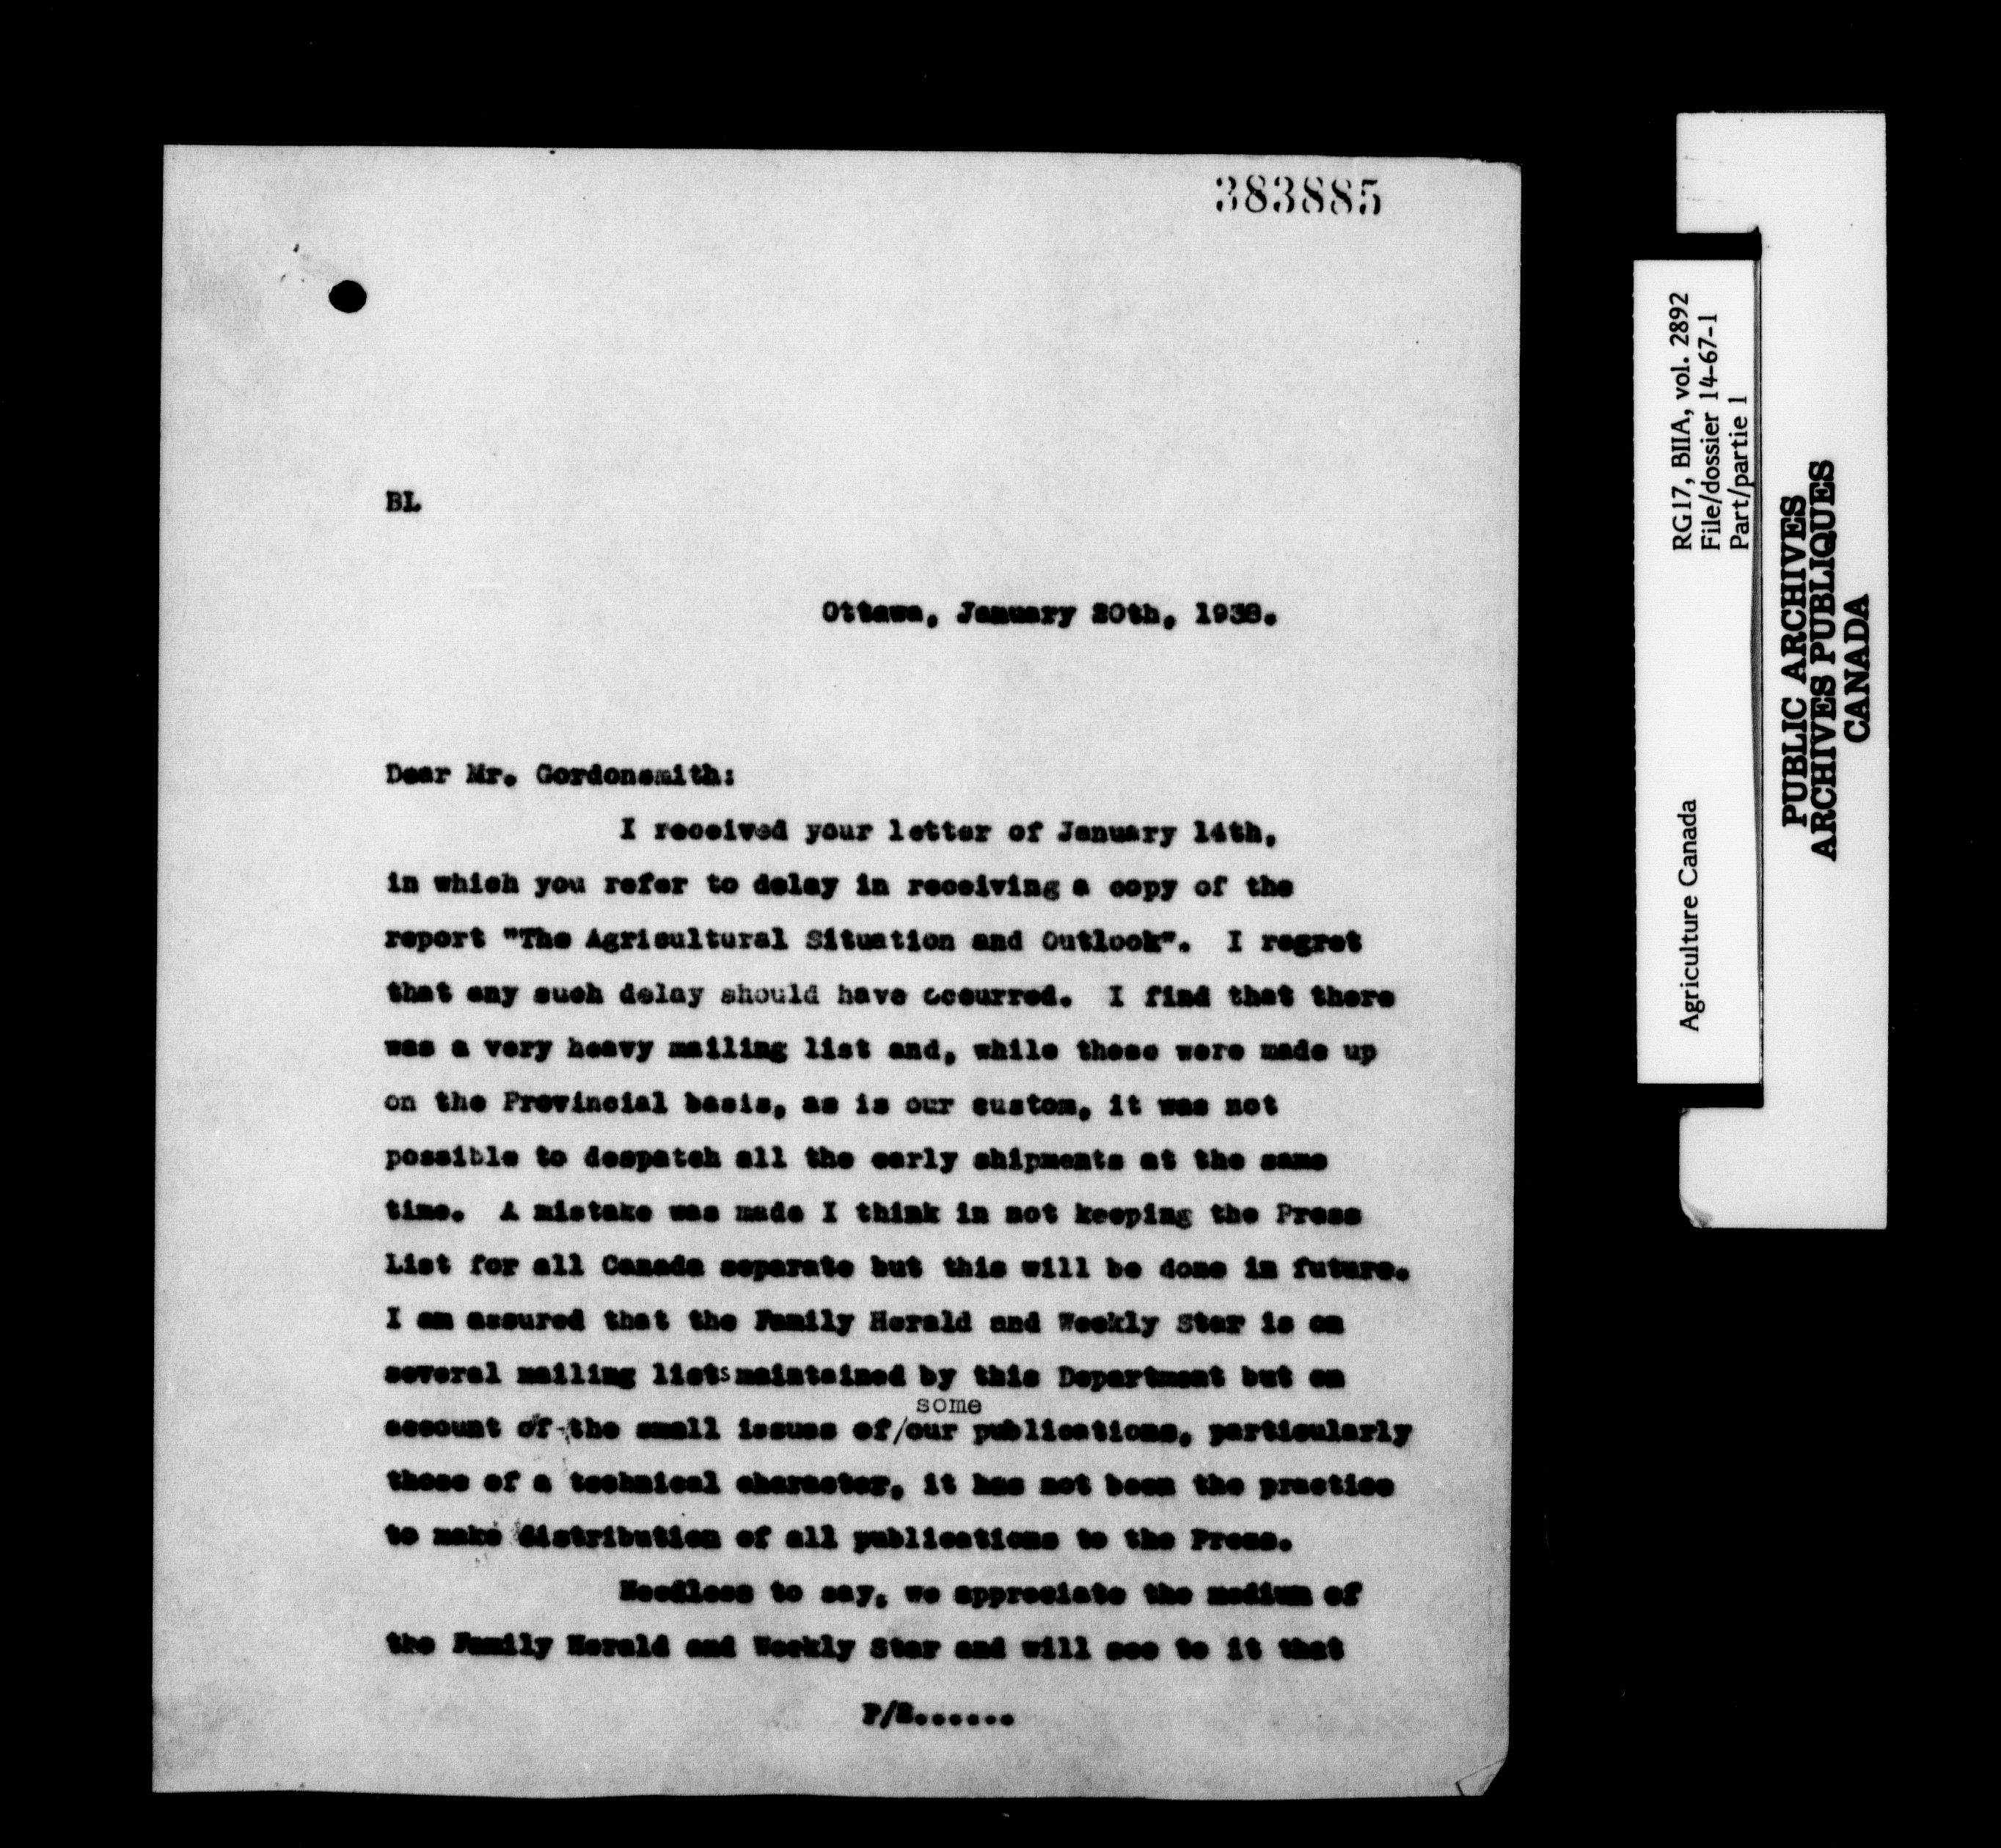 383885
BL
Ottawa, January 20th, 1938.
Dear Mr. Gordonsmith:
I received your letter of January 14th,
in which you refer to delay in receiving a copy of the
report "The Agricultural Situation and Outlook". I regret
that any such delay should have occurred. I find that there
was a very heavy mailing list and, while these were made up
on the Provincial basis, as is our custom, it was not
possible to despatch all the early shipments at the same
time. A mistake was made I think in not keeping the Press
List for all Canada separate but this will be done in future.
I am assured that the Family Herald and Weekly Star is on
several mailing lists maintained by this Department but on
some
account of the small issues of/our publications, particularly
those of a technical character, it has not been the practice
to make distribution of all publications to the Press.
Needless to say, we appreciate the medium of
the Family Herald and Weekly Star and will see to it that
P/2......
RG17, BIIA, vol. 2892
File/dossier 14-67-1
Part/partie 1
Agriculture Canada
PUBLIC ARCHIVES
ARCHIVES PUBLIQUES
CANADA